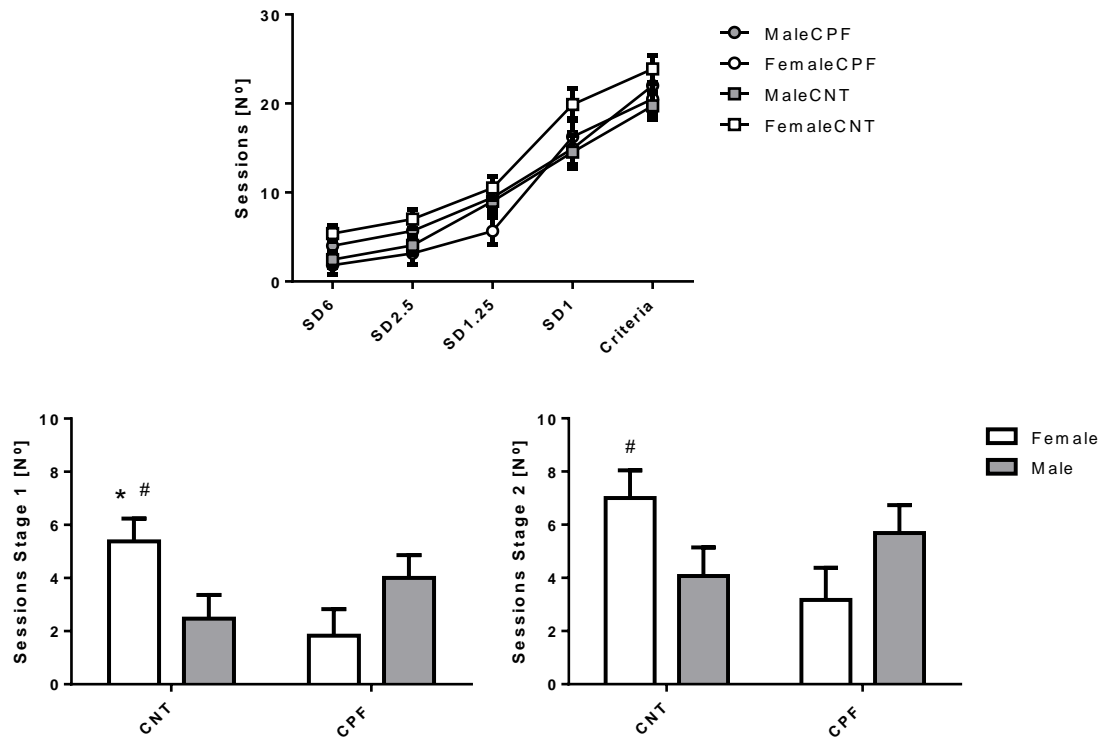 30
20
10
0
Sessions [Nº]
SD6
SD2.5
SD1.25
SD1
Criteria
MaleCPF
FemaleCPF
MaleCNT
FemaleCNT
10
8
6
4
2
0
Sessions Stage 1 [Nº]
* #
CNT
CPF
10
8
6
4
2
0
Sessions Stage 2 [Nº]
#
CNT
CPF
Female
Male